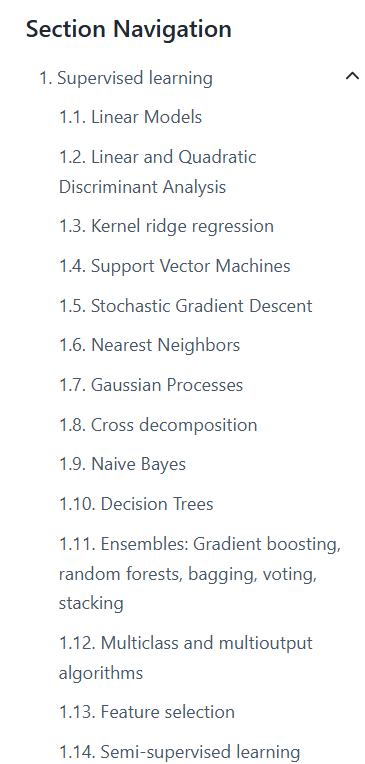 Section Navigation
1. Supervised learning
1.1. Linear Models
1.2. Linear and Quadratic
Discriminant Analysis
1.3. Kernel ridge regression
1.4. Support Vector Machines
1.5. Stochastic Gradient Descent
1.6. Nearest Neighbors
1.7. Gaussian Processes
1.8. Cross decomposition
1.9. Naive Bayes
1.10. Decision Trees
1.11. Ensembles: Gradient boosting,
random forests, bagging, voting,
stacking
1.12. Multiclass and multioutput
algorithms
1.13. Feature selection
1.14. Semi-supervised learning